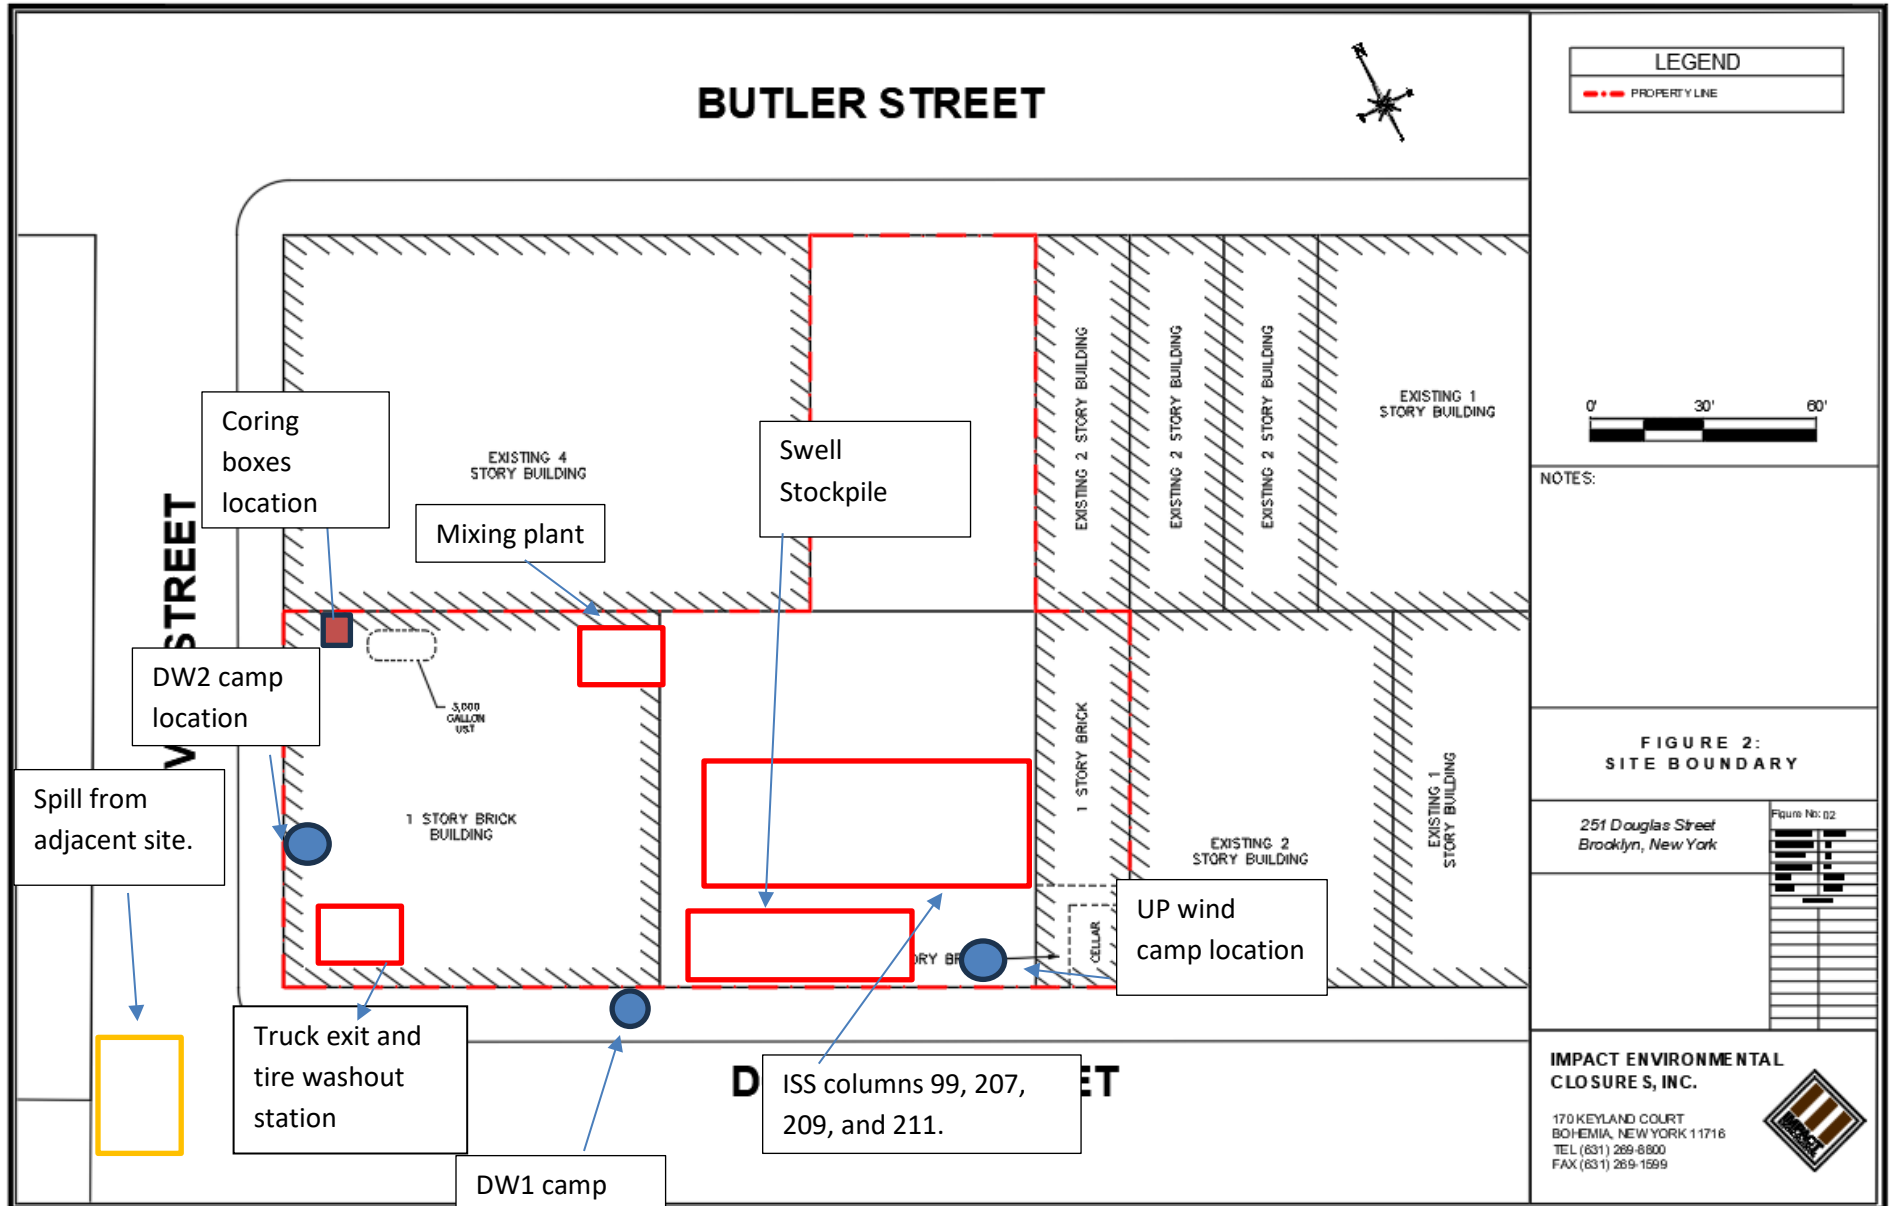 BUTLER STREET
LEGEND
PROPERTY LINE
0' 30' 60'
NOTES:
FIGURE 2:
SITE BOUNDARY
251 Douglas Street
Brooklyn, New York
Figure No: 02
IMPACT ENVIRONMENTAL
CLOSURES, INC.
170 KEYLAND COURT
BOHEMIA, NEW YORK 11716
TEL (631) 269-8800
FAX (631) 269-1599
N
EXISTING 4
STORY BUILDING
EXISTING 2 STORY BUILDING
EXISTING 2 STORY BUILDING
EXISTING 2 STORY BUILDING
EXISTING 1
STORY BUILDING
Coring
boxes
location
Mixing plant
Swell
Stockpile
STREET
DW2 camp
location
3,000
GALLON
UST
1 STORY BRICK
BUILDING
1 STORY BRICK
EXISTING 2
STORY BUILDING
EXISTING 1
STORY BUILDING
Spill from
adjacent site.
CELLAR
UP wind
camp location
Truck exit and
tire washout
station
ISS columns 99, 207,
209, and 211.
DW1 camp